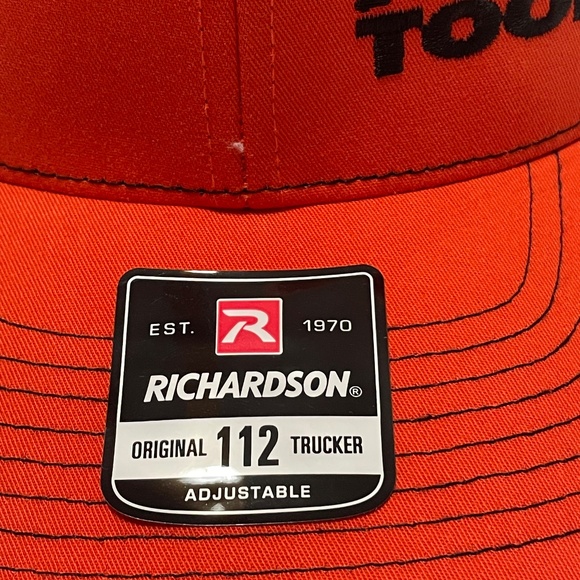 EST. R 1970
RICHARDSON®
ORIGINAL 112 TRUCKER
ADJUSTABLE